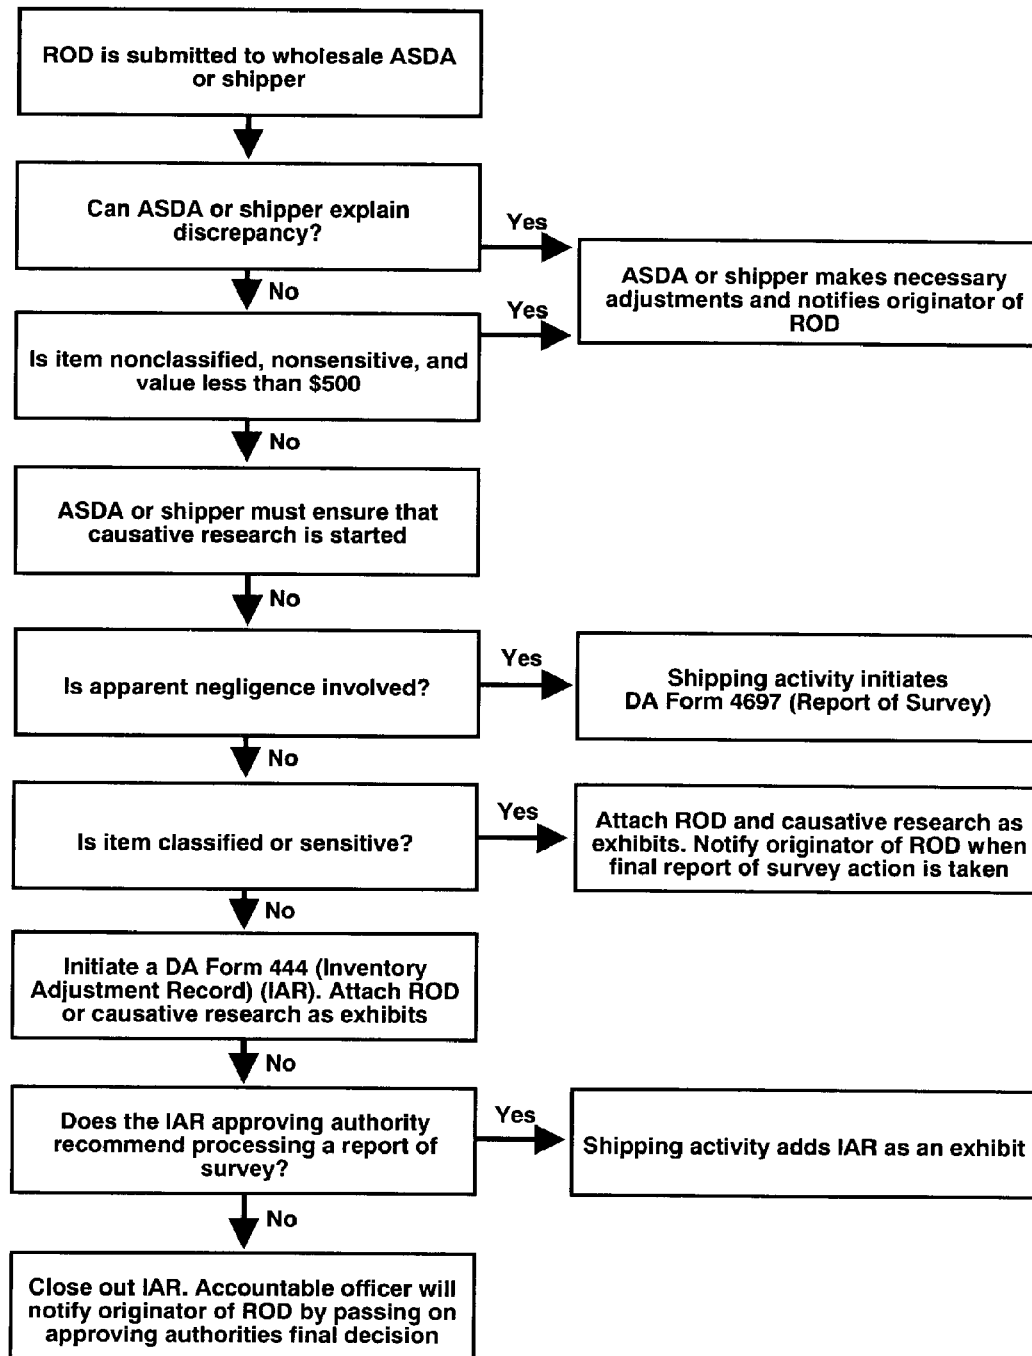 ROD is submitted to wholesale ASDA
or shipper
Can ASDA or shipper explain
discrepancy?
Yes
ASDA or shipper makes necessary
adjustments and notifies originator of
ROD
No
Yes
Is item nonclassified, nonsensitive, and
value less than $500
No
ASDA or shipper must ensure that
causative research is started
No
Is apparent negligence involved?
Yes
Shipping activity initiates
DA Form 4697 (Report of Survey)
No
Is item classified or sensitive?
Yes
Attach ROD and causative research as
exhibits. Notify originator of ROD when
final report of survey action is taken
No
Initiate a DA Form 444 (Inventory
Adjustment Record) (IAR). Attach ROD
or causative research as exhibits
No
Does the IAR approving authority
recommend processing a report of
survey?
Yes
Shipping activity adds IAR as an exhibit
No
Close out IAR. Accountable officer will
notify originator of ROD by passing on
approving authorities final decision